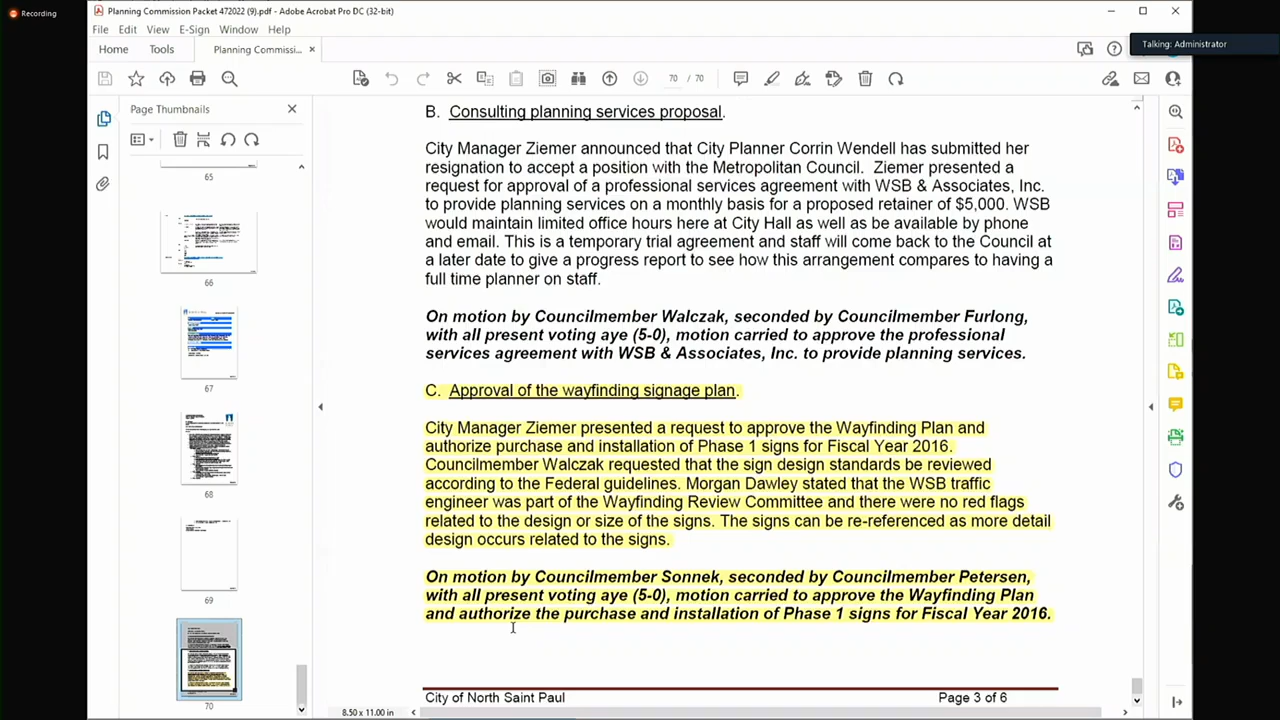 Recording
Planning Commission Packet 472022 (9).pdf - Adobe Acrobat Pro DC (32-bit)
Talking: Administrator
File Edit View E-Sign Window Help
Home Tools Planning Commissi...
70 / 70
Page Thumbnails
65
66
67
68
69
70
B. Consulting planning services proposal.
City Manager Ziemer announced that City Planner Corrin Wendell has submitted her
resignation to accept a position with the Metropolitan Council. Ziemer presented a
request for approval of a professional services agreement with WSB & Associates, Inc.
to provide planning services on a monthly basis for a proposed retainer of $5,000. WSB
would maintain limited office hours here at City Hall as well as be available by phone
and email. This is a temporary trial agreement and staff will come back to the Council at
a later date to give a progress report to see how this arrangement compares to having a
full time planner on staff.
On motion by Councilmember Walczak, seconded by Councilmember Furlong,
with all present voting aye (5-0), motion carried to approve the professional
services agreement with WSB & Associates, Inc. to provide planning services.
C. Approval of the wayfinding signage plan.
City Manager Ziemer presented a request to approve the Wayfinding Plan and
authorize purchase and installation of Phase 1 signs for Fiscal Year 2016.
Councilmember Walczak requested that the sign design standards be reviewed
according to the Federal guidelines. Morgan Dawley stated that the WSB traffic
engineer was part of the Wayfinding Review Committee and there were no red flags
related to the design or size of the signs. The signs can be re-referenced as more detail
design occurs related to the signs.
On motion by Councilmember Sonnek, seconded by Councilmember Petersen,
with all present voting aye (5-0), motion carried to approve the Wayfinding Plan
and authorize the purchase and installation of Phase 1 signs for Fiscal Year 2016.
City of North Saint Paul Page 3 of 6
8.50 x 11.00 in